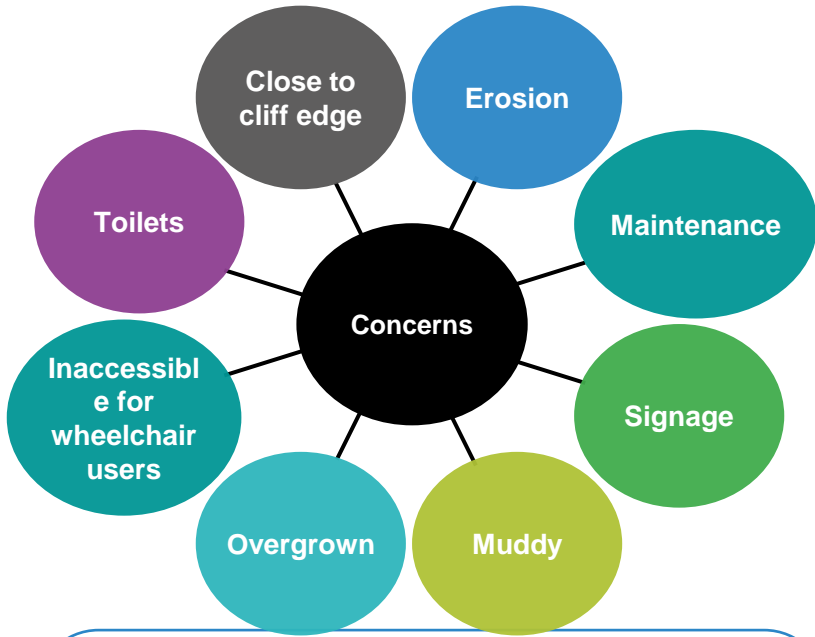 Close to
cliff edge
Erosion
Toilets
Maintenance
Concerns
Inaccessibl
e for
wheelchair
users
Signage
Overgrown
Muddy